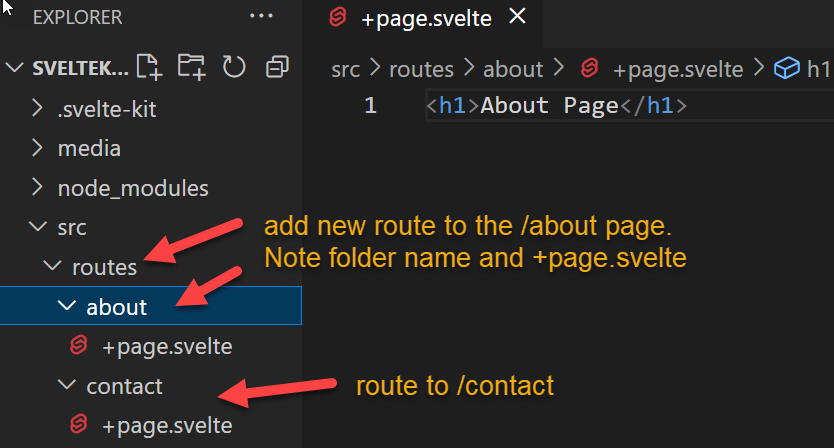 EXPLORER ...
+page.svelte
SVELTEK...
src > routes > about > +page.svelte > h1
1 <h1>About Page</h1>
.svelte-kit
media
node_modules
src
add new route to the /about page.
Note folder name and +page.svelte
routes
about
+page.svelte
contact
route to /contact
+page.svelte